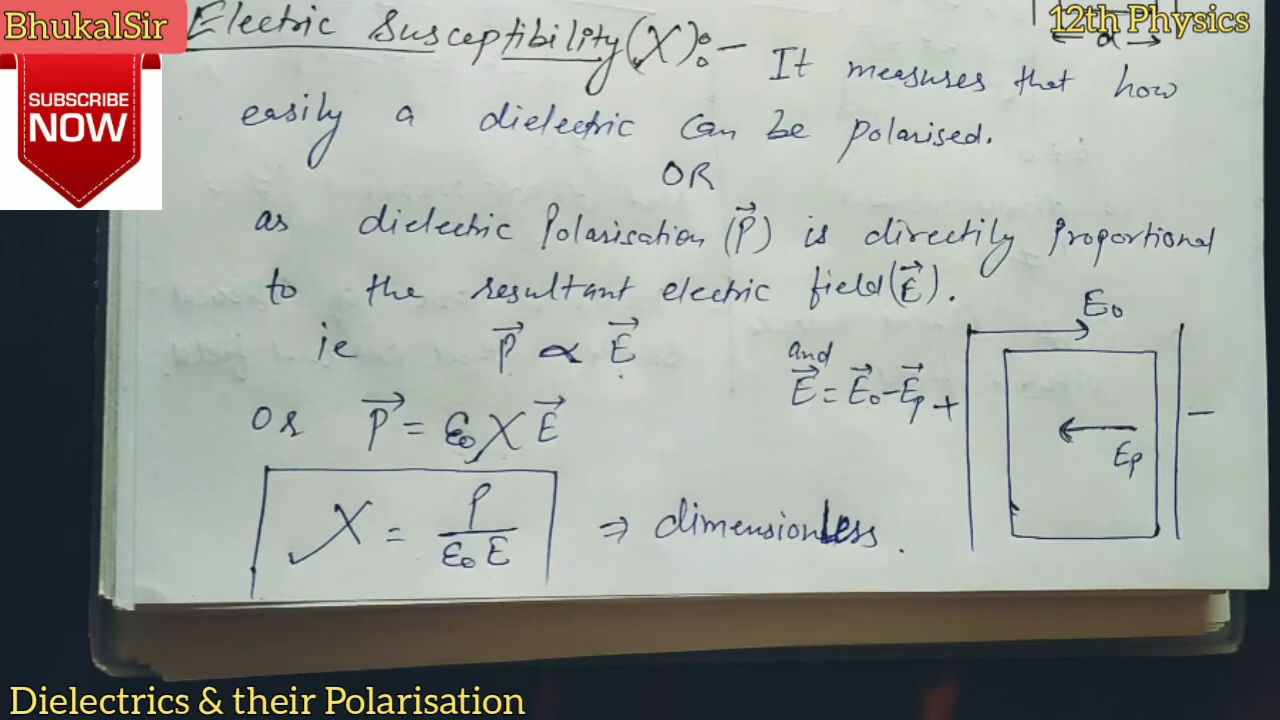 BhukalSir
12th Physics
SUBSCRIBE
NOW
Electric Susceptibility (χ):- It measures that how
easily a dielectric can be polarised.
OR
as dielectric Polarisation (P⃗) is directily proportional
to the resultant electric field (E⃗).
ie P⃗ ∝ E⃗
and
E⃗ = E⃗₀ - E⃗p
Or P⃗ = ε₀ χ E⃗
χ = P / ε₀ E ⇒ dimensionless.
E₀
+ -
Ep
Dielectrics & their Polarisation